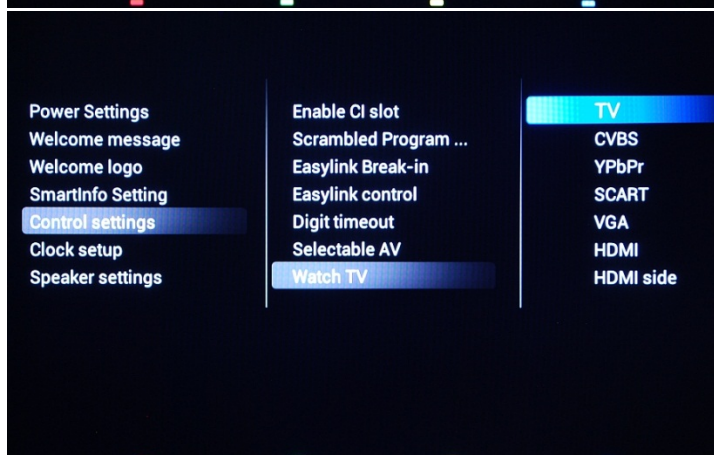 Power Settings
Welcome message
Welcome logo
SmartInfo Setting
Control settings
Clock setup
Speaker settings
Enable CI slot
Scrambled Program ...
Easylink Break-in
Easylink control
Digit timeout
Selectable AV
Watch TV
TV
CVBS
YPbPr
SCART
VGA
HDMI
HDMI side